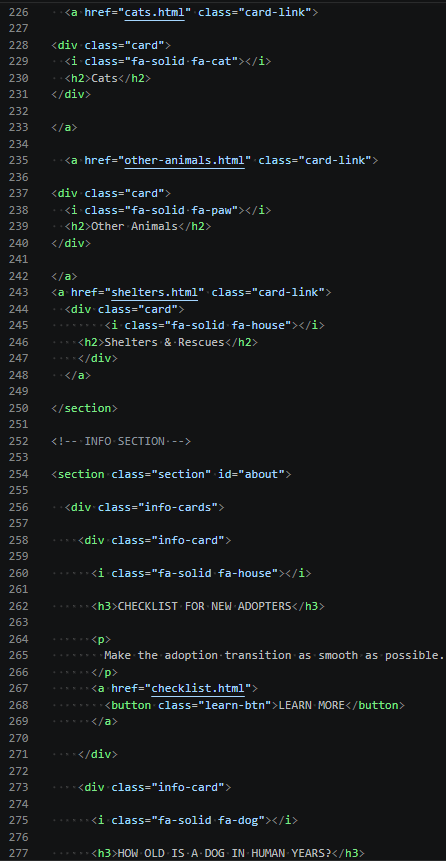 226 <a href="cats.html" class="card-link">
227
228 <div class="card">
229 <i class="fa-solid fa-cat"></i>
230 <h2>Cats</h2>
231 </div>
232
233 </a>
234
235 <a href="other-animals.html" class="card-link">
236
237 <div class="card">
238 <i class="fa-solid fa-paw"></i>
239 <h2>Other Animals</h2>
240 </div>
241
242 </a>
243 <a href="shelters.html" class="card-link">
244 <div class="card">
245 <i class="fa-solid fa-house"></i>
246 <h2>Shelters & Rescues</h2>
247 </div>
248 </a>
249
250 </section>
251
252 <!-- INFO SECTION -->
253
254 <section class="section" id="about">
255
256 <div class="info-cards">
257
258 <div class="info-card">
259
260 <i class="fa-solid fa-house"></i>
261
262 <h3>CHECKLIST FOR NEW ADOPTERS</h3>
263
264 <p>
265 Make the adoption transition as smooth as possible.
266 </p>
267 <a href="checklist.html">
268 <button class="learn-btn">LEARN MORE</button>
269 </a>
270
271 </div>
272
273 <div class="info-card">
274
275 <i class="fa-solid fa-dog"></i>
276
277 <h3>HOW OLD IS A DOG IN HUMAN YEARS?</h3>